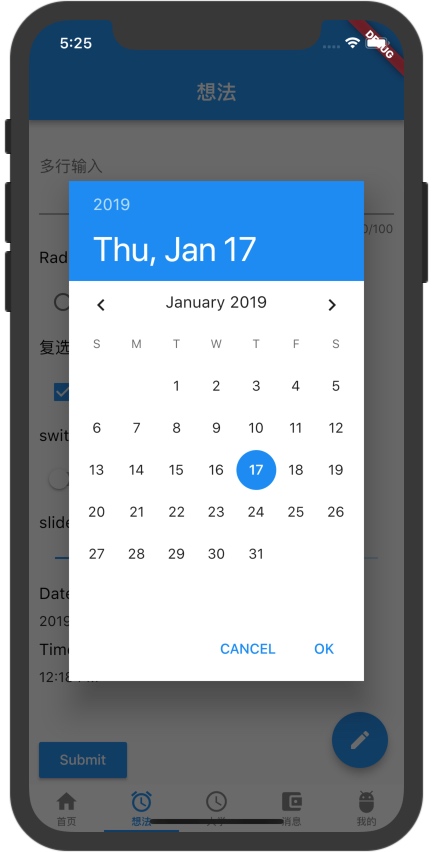 5:25
DEBUG
想法
多行输入
0/100
2019
Thu, Jan 17
Rad
January 2019
S M T W T F S
复选
1 2 3 4 5
6 7 8 9 10 11 12
swit
13 14 15 16 17 18 19
20 21 22 23 24 25 26
slide
27 28 29 30 31
Date
2019
Time
CANCEL OK
12:18
Submit
首页 想法 消息 我的